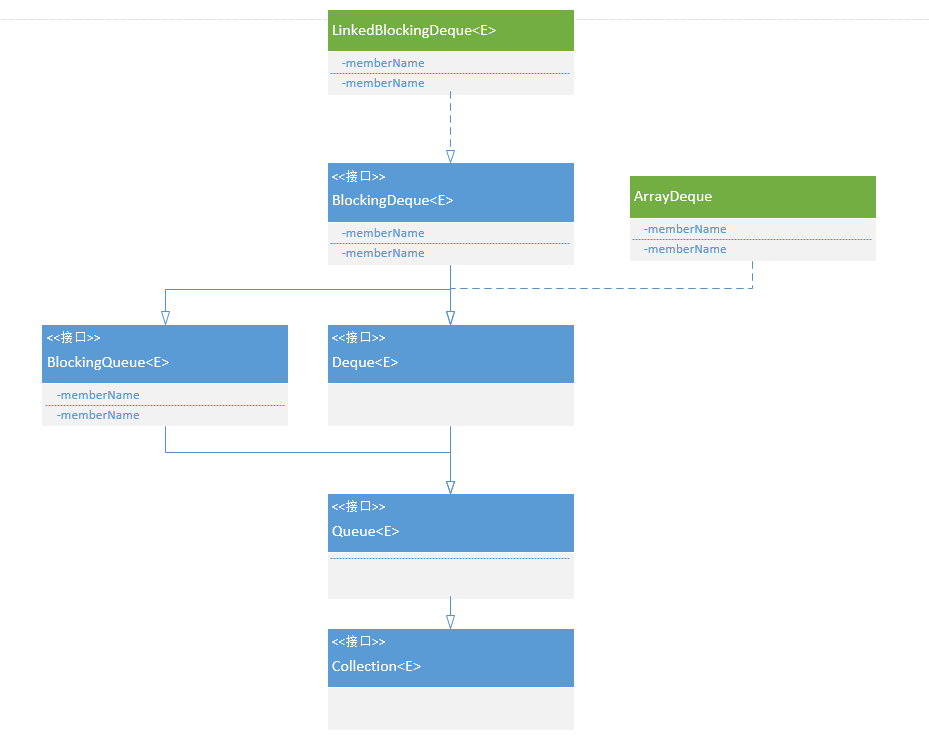 LinkedBlockingDeque<E>
-memberName
-memberName
<<接口>>
BlockingDeque<E>
-memberName
-memberName
ArrayDeque
-memberName
-memberName
<<接口>>
BlockingQueue<E>
-memberName
-memberName
<<接口>>
Deque<E>
<<接口>>
Queue<E>
<<接口>>
Collection<E>